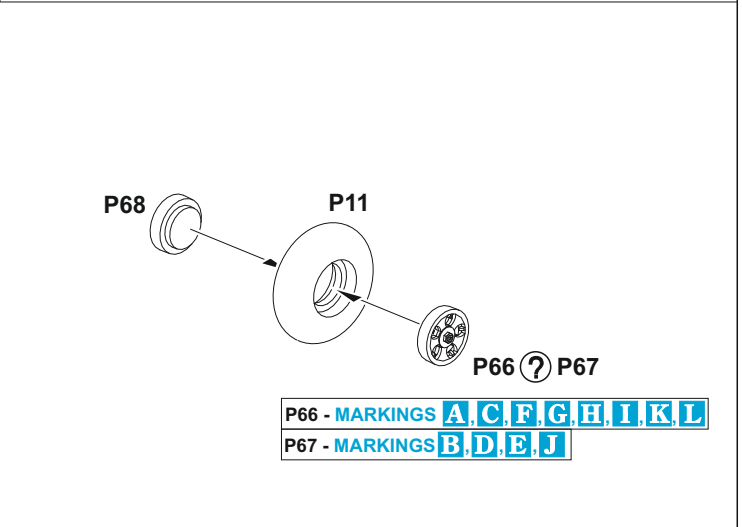 P68
P11
P66 ? P67
P66 - MARKINGS A, C, F, G, H, I, K, L
P67 - MARKINGS B, D, E, J